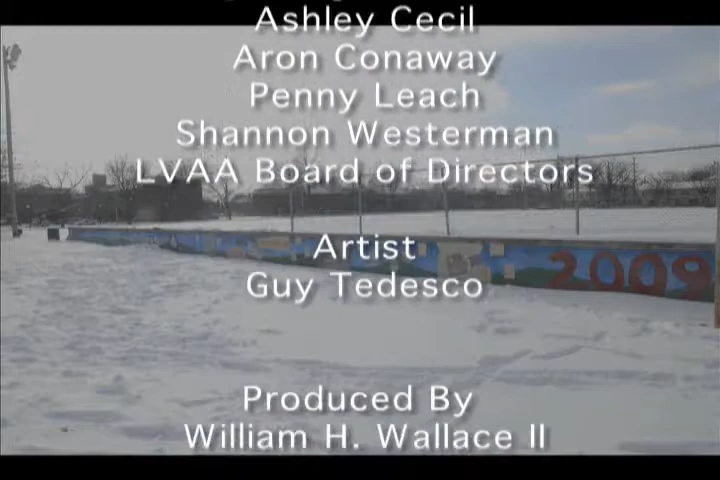 Ashley Cecil
Aron Conaway
Penny Leach
Shannon Westerman
LVAA Board of Directors
Artist
Guy Tedesco
2009
Produced By
William H. Wallace II